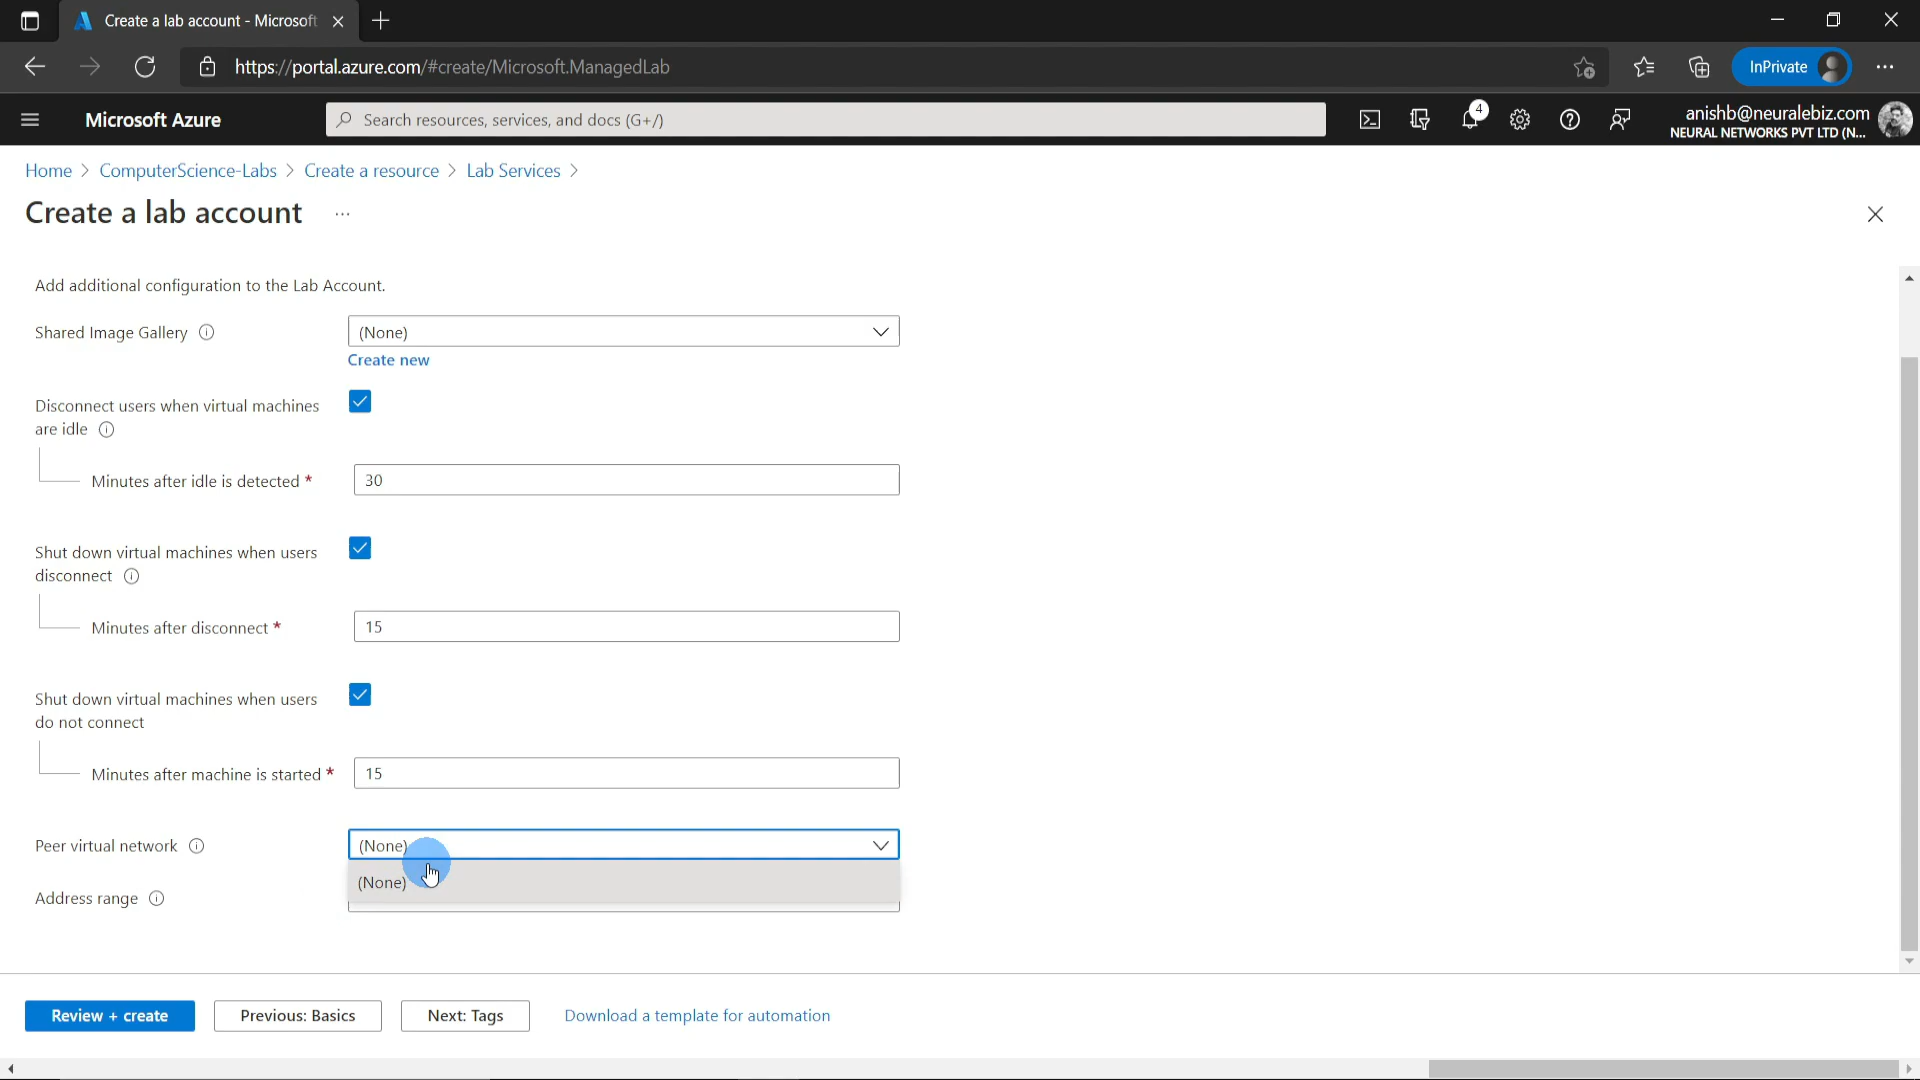 Create a lab account - Microsoft
https://portal.azure.com/#create/Microsoft.ManagedLab
InPrivate
Microsoft Azure
Search resources, services, and docs (G+/)
4
anishb@neuralebiz.com
NEURAL NETWORKS PVT LTD (N...
Home > ComputerScience-Labs > Create a resource > Lab Services >
Create a lab account ...
Add additional configuration to the Lab Account.
Shared Image Gallery
(None)
Create new
Disconnect users when virtual machines
are idle
Minutes after idle is detected *
30
Shut down virtual machines when users
disconnect
Minutes after disconnect *
15
Shut down virtual machines when users
do not connect
Minutes after machine is started *
15
Peer virtual network
(None)
(None)
Address range
Review + create
Previous: Basics
Next: Tags
Download a template for automation